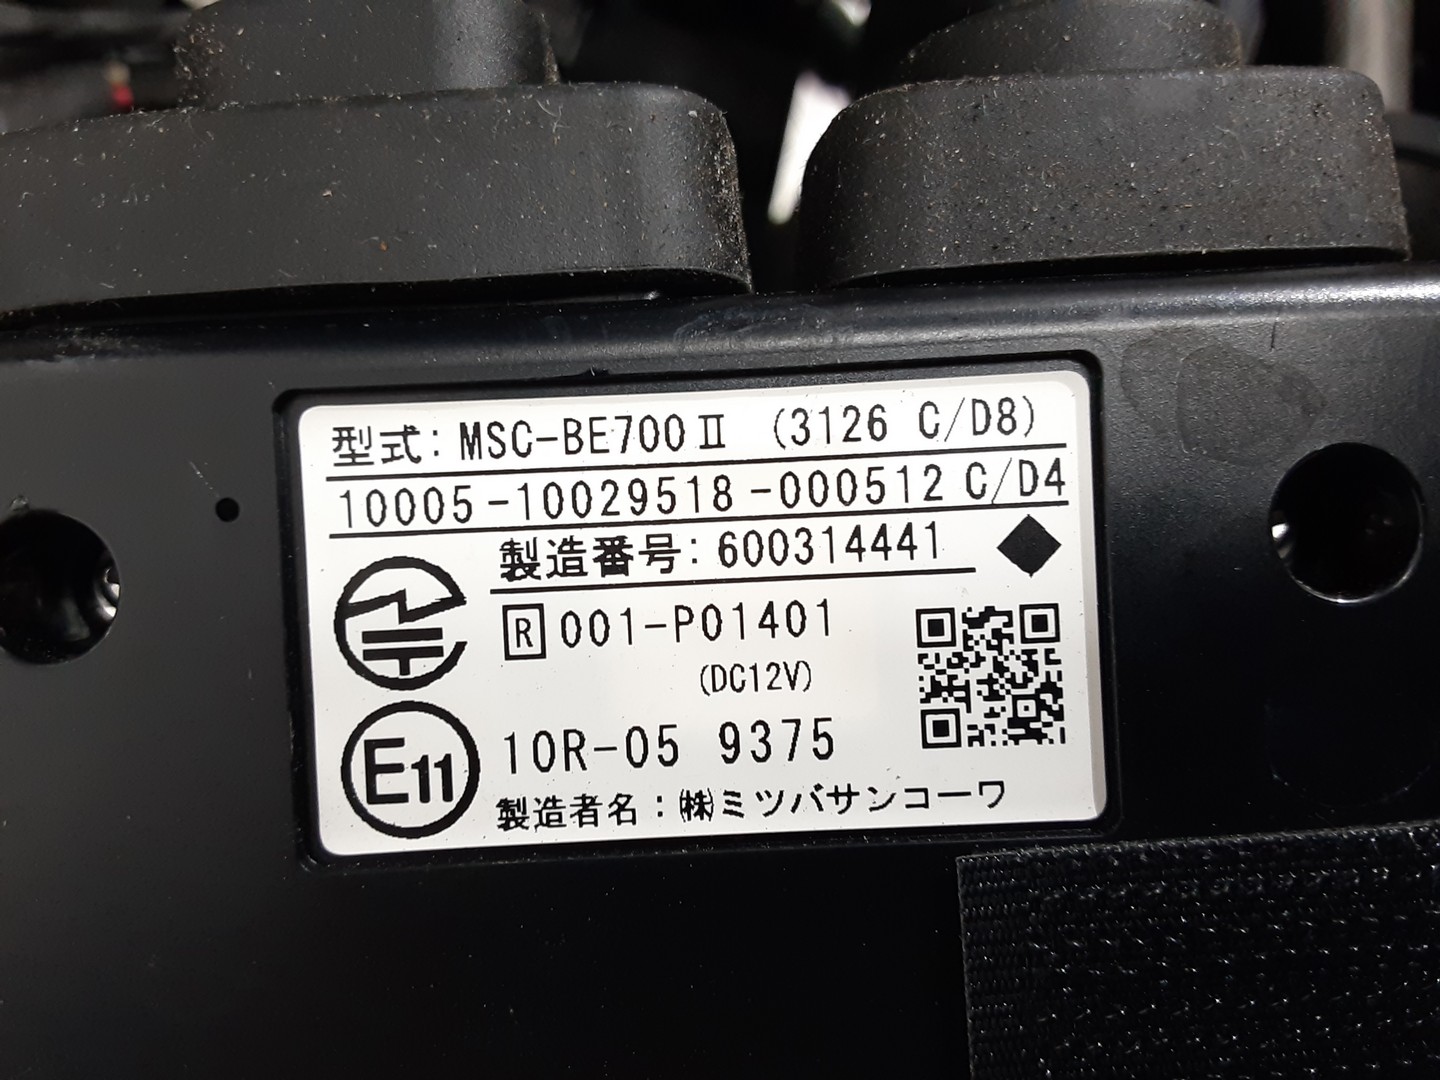 型式: MSC-BE700Ⅱ (3126 C/D8)
10005-10029518-000512 C/D4
製造番号: 600314441
R 001-P01401
(DC12V)
E11 10R-05 9375
製造者名:㈱ミツバサンコーワ